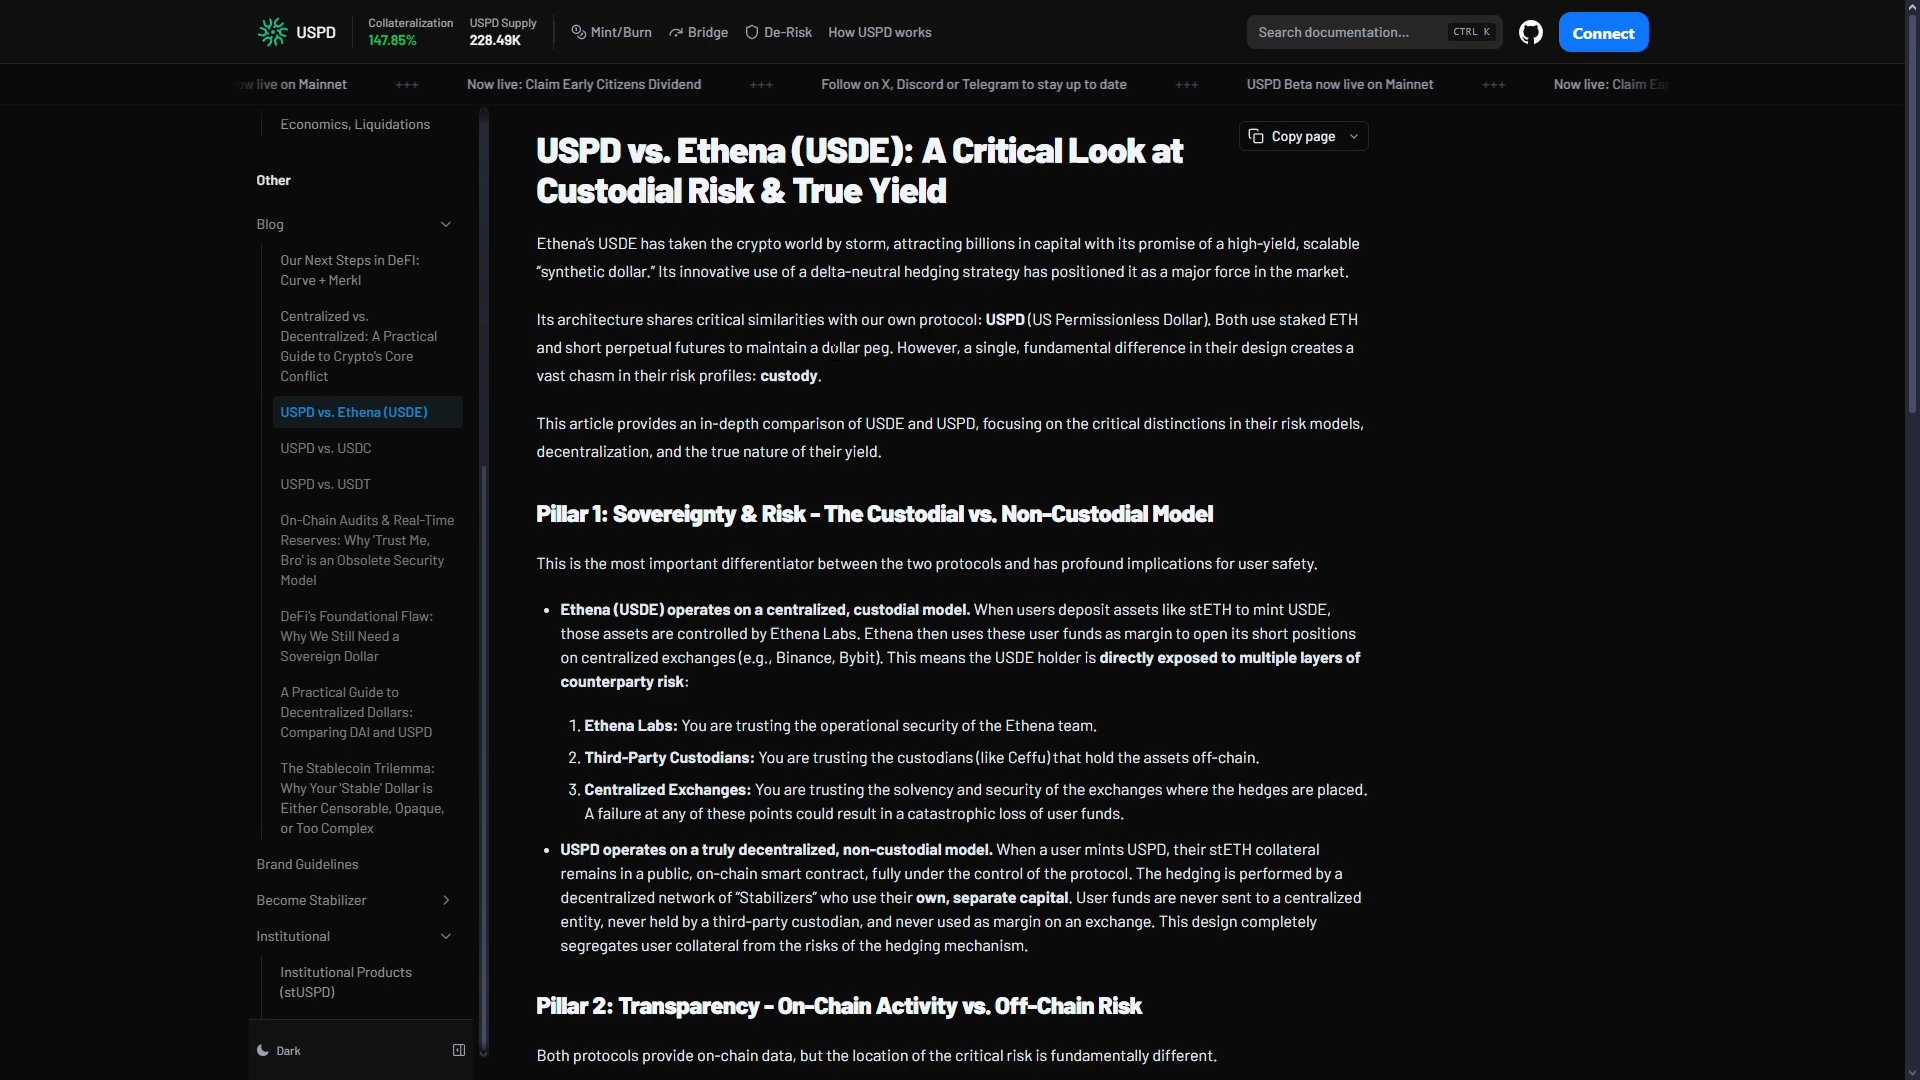 USPD
Collateralization
147.85%
USPD Supply
228.49K
Mint/Burn
Bridge
De-Risk
How USPD works
Search documentation...
CTRL K
Connect
ow live on Mainnet
+++
Now live: Claim Early Citizens Dividend
+++
Follow on X, Discord or Telegram to stay up to date
+++
USPD Beta now live on Mainnet
+++
Now live: Claim Ear
Economics, Liquidations
Other
Blog
Our Next Steps in DeFI:
Curve + Merkl
Centralized vs.
Decentralized: A Practical
Guide to Crypto's Core
Conflict
USPD vs. Ethena (USDE)
USPD vs. USDC
USPD vs. USDT
On-Chain Audits & Real-Time
Reserves: Why 'Trust Me,
Bro' is an Obsolete Security
Model
DeFi's Foundational Flaw:
Why We Still Need a
Sovereign Dollar
A Practical Guide to
Decentralized Dollars:
Comparing DAI and USPD
The Stablecoin Trilemma:
Why Your 'Stable' Dollar is
Either Censorable, Opaque,
or Too Complex
Brand Guidelines
Become Stabilizer
Institutional
Institutional Products
(stUSPD)
Dark
Copy page
USPD vs. Ethena (USDE): A Critical Look at
Custodial Risk & True Yield
Ethena's USDE has taken the crypto world by storm, attracting billions in capital with its promise of a high-yield, scalable
"synthetic dollar." Its innovative use of a delta-neutral hedging strategy has positioned it as a major force in the market.
Its architecture shares critical similarities with our own protocol: USPD (US Permissionless Dollar). Both use staked ETH
and short perpetual futures to maintain a dollar peg. However, a single, fundamental difference in their design creates a
vast chasm in their risk profiles: custody.
This article provides an in-depth comparison of USDE and USPD, focusing on the critical distinctions in their risk models,
decentralization, and the true nature of their yield.
Pillar 1: Sovereignty & Risk - The Custodial vs. Non-Custodial Model
This is the most important differentiator between the two protocols and has profound implications for user safety.
• Ethena (USDE) operates on a centralized, custodial model. When users deposit assets like stETH to mint USDE,
those assets are controlled by Ethena Labs. Ethena then uses these user funds as margin to open its short positions
on centralized exchanges (e.g., Binance, Bybit). This means the USDE holder is directly exposed to multiple layers of
counterparty risk:
1. Ethena Labs: You are trusting the operational security of the Ethena team.
2. Third-Party Custodians: You are trusting the custodians (like Ceffu) that hold the assets off-chain.
3. Centralized Exchanges: You are trusting the solvency and security of the exchanges where the hedges are placed.
A failure at any of these points could result in a catastrophic loss of user funds.
• USPD operates on a truly decentralized, non-custodial model. When a user mints USPD, their stETH collateral
remains in a public, on-chain smart contract, fully under the control of the protocol. The hedging is performed by a
decentralized network of "Stabilizers" who use their own, separate capital. User funds are never sent to a centralized
entity, never held by a third-party custodian, and never used as margin on an exchange. This design completely
segregates user collateral from the risks of the hedging mechanism.
Pillar 2: Transparency - On-Chain Activity vs. Off-Chain Risk
Both protocols provide on-chain data, but the location of the critical risk is fundamentally different.